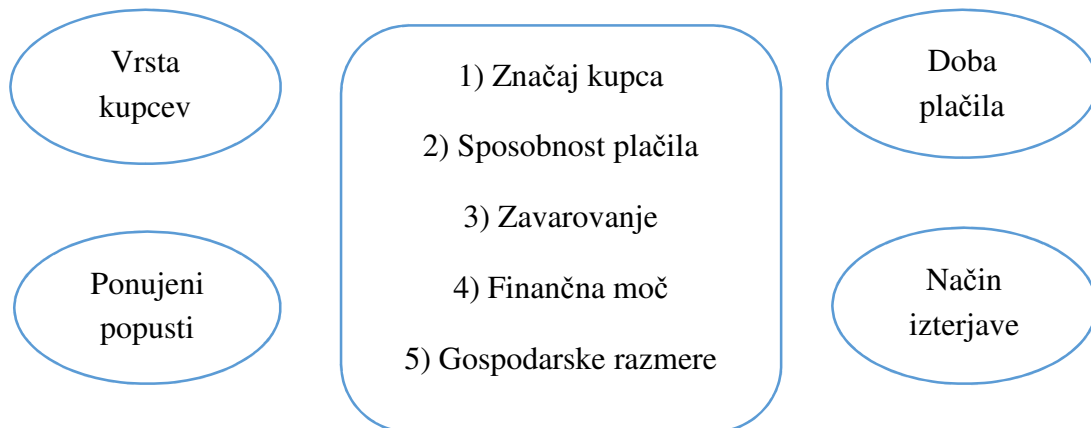 Vrsta
kupcev
Ponujeni
popusti
1) Značaj kupca
2) Sposobnost plačila
3) Zavarovanje
4) Finančna moč
5) Gospodarske razmere
Doba
plačila
Način
izterjave